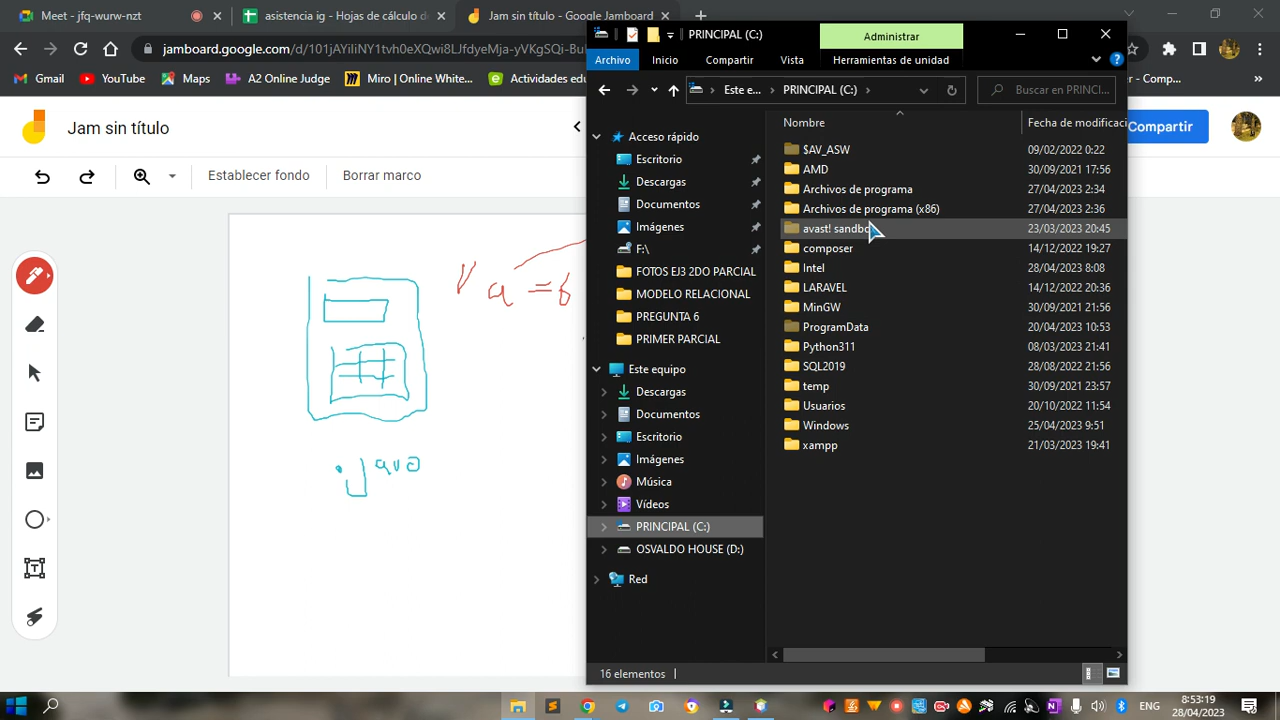 Meet - jfq-wurw-nzt
asistencia ig - Hojas de cálculo d
Jam sin título - Google Jamboard
jamboard.google.com/d/101jAYiliNY1tvh0eXQwi8LJfdyeMja-yVKgSQi-Bu
Gmail
YouTube
Maps
A2 Online Judge
Miro | Online White...
Actividades edu
- Comp...
Jam sin título
Compartir
Establecer fondo
Borrar marco
a = b
.java
PRINCIPAL (C:)
Administrar
Archivo
Inicio
Compartir
Vista
Herramientas de unidad
Este e...
PRINCIPAL (C:)
Buscar en PRINCI...
Nombre
Fecha de modificaci
Acceso rápido
Escritorio
Descargas
Documentos
Imágenes
F:\
FOTOS EJ3 2DO PARCIAL
MODELO RELACIONAL
PREGUNTA 6
PRIMER PARCIAL
Este equipo
Descargas
Documentos
Escritorio
Imágenes
Música
Vídeos
PRINCIPAL (C:)
OSVALDO HOUSE (D:)
Red
$AV_ASW 09/02/2022 0:22
AMD 30/09/2021 17:56
Archivos de programa 27/04/2023 2:34
Archivos de programa (x86) 27/04/2023 2:36
avast! sandbo 23/03/2023 20:45
composer 14/12/2022 19:27
Intel 28/04/2023 8:08
LARAVEL 14/12/2022 20:36
MinGW 30/09/2021 21:56
ProgramData 20/04/2023 10:53
Python311 08/03/2023 21:41
SQL2019 28/08/2022 21:56
temp 30/09/2021 23:57
Usuarios 20/10/2022 11:54
Windows 25/04/2023 9:51
xampp 21/03/2023 19:41
16 elementos
ENG
8:53:19
28/04/2023